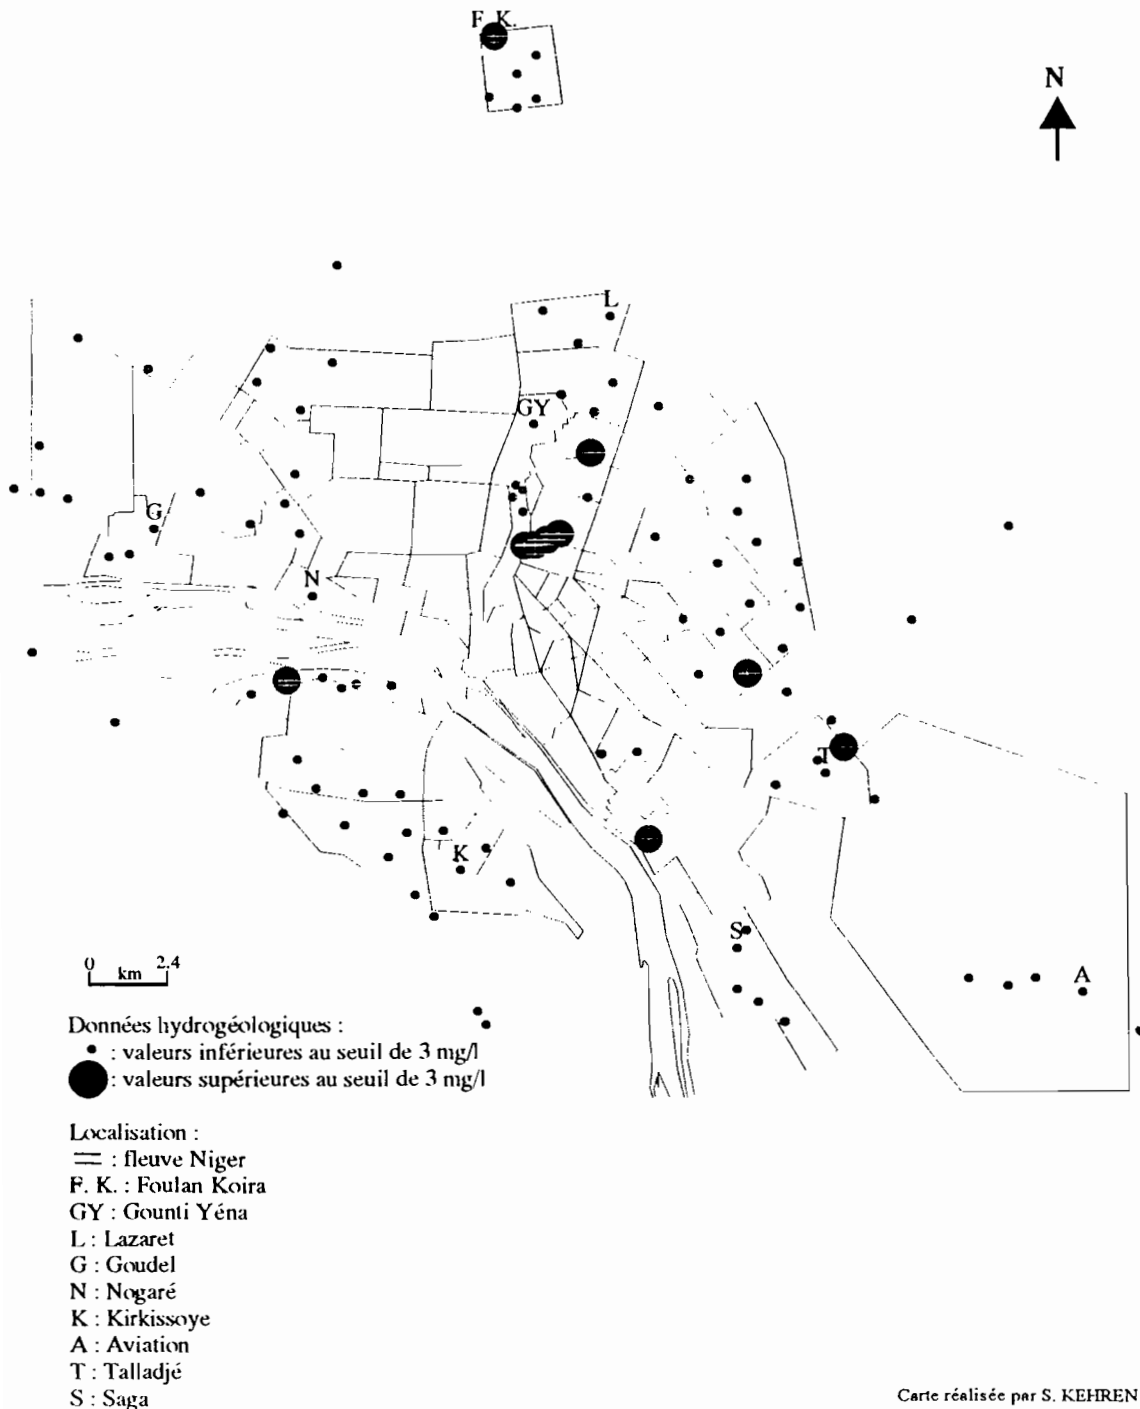 F. K.
N
L
GY
G
N
T
K
S
A
0 km 2.4
Données hydrogéologiques :
: valeurs inférieures au seuil de 3 mg/l
: valeurs supérieures au seuil de 3 mg/l
Localisation :
: fleuve Niger
F. K. : Foulan Koira
GY : Gounti Yéna
L : Lazaret
G : Goudel
N : Nogaré
K : Kirkissoye
A : Aviation
T : Talladjé
S : Saga
Carte réalisée par S. KEHREN